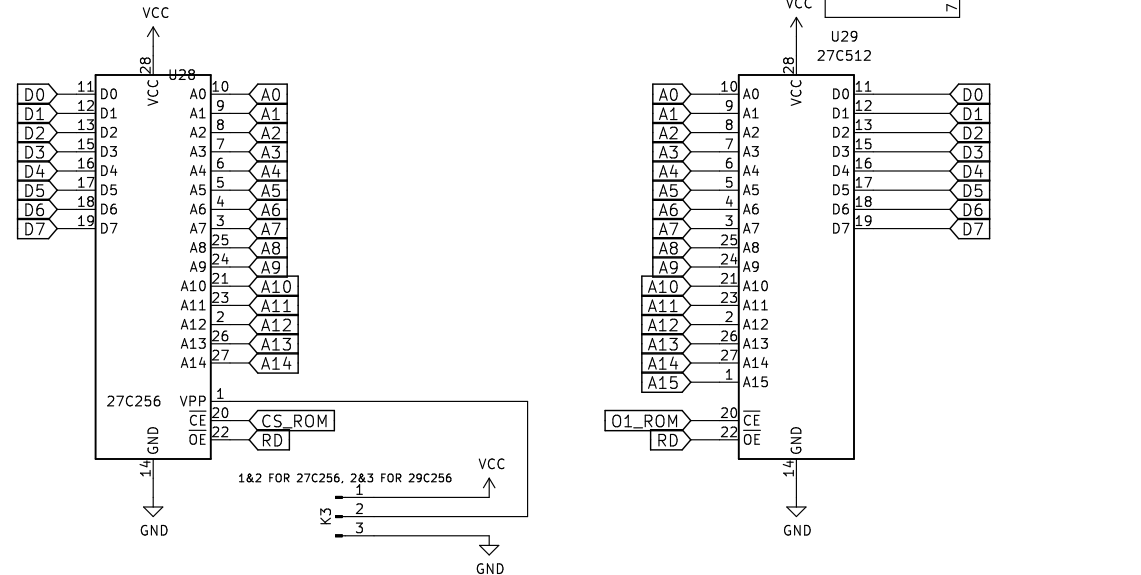 VCC
VCC
7
U29
27C512
28
U28
28
D0 11 D0 VCC A0 10 A0
D1 12 D1 A1 9 A1
D2 13 D2 A2 8 A2
D3 15 D3 A3 7 A3
D4 16 D4 A4 6 A4
D5 17 D5 A5 5 A5
D6 18 D6 A6 4 A6
D7 19 D7 A7 3 A7
A8 25 A8
A9 24 A9
A10 21 A10
A11 23 A11
A12 2 A12
A13 26 A13
A14 27 A14
27C256 VPP 1
CE 20 CS_ROM
GND OE 22 RD
14
GND
A0 10 A0 VCC D0 11 D0
A1 9 A1 D1 12 D1
A2 8 A2 D2 13 D2
A3 7 A3 D3 15 D3
A4 6 A4 D4 16 D4
A5 5 A5 D5 17 D5
A6 4 A6 D6 18 D6
A7 3 A7 D7 19 D7
A8 25 A8
A9 24 A9
A10 21 A10
A11 23 A11
A12 2 A12
A13 26 A13
A14 27 A14
A15 1 A15
O1_ROM 20 CE
RD 22 OE GND
14
GND
VCC
1&2 FOR 27C256, 2&3 FOR 29C256
K3
1
2
3
GND